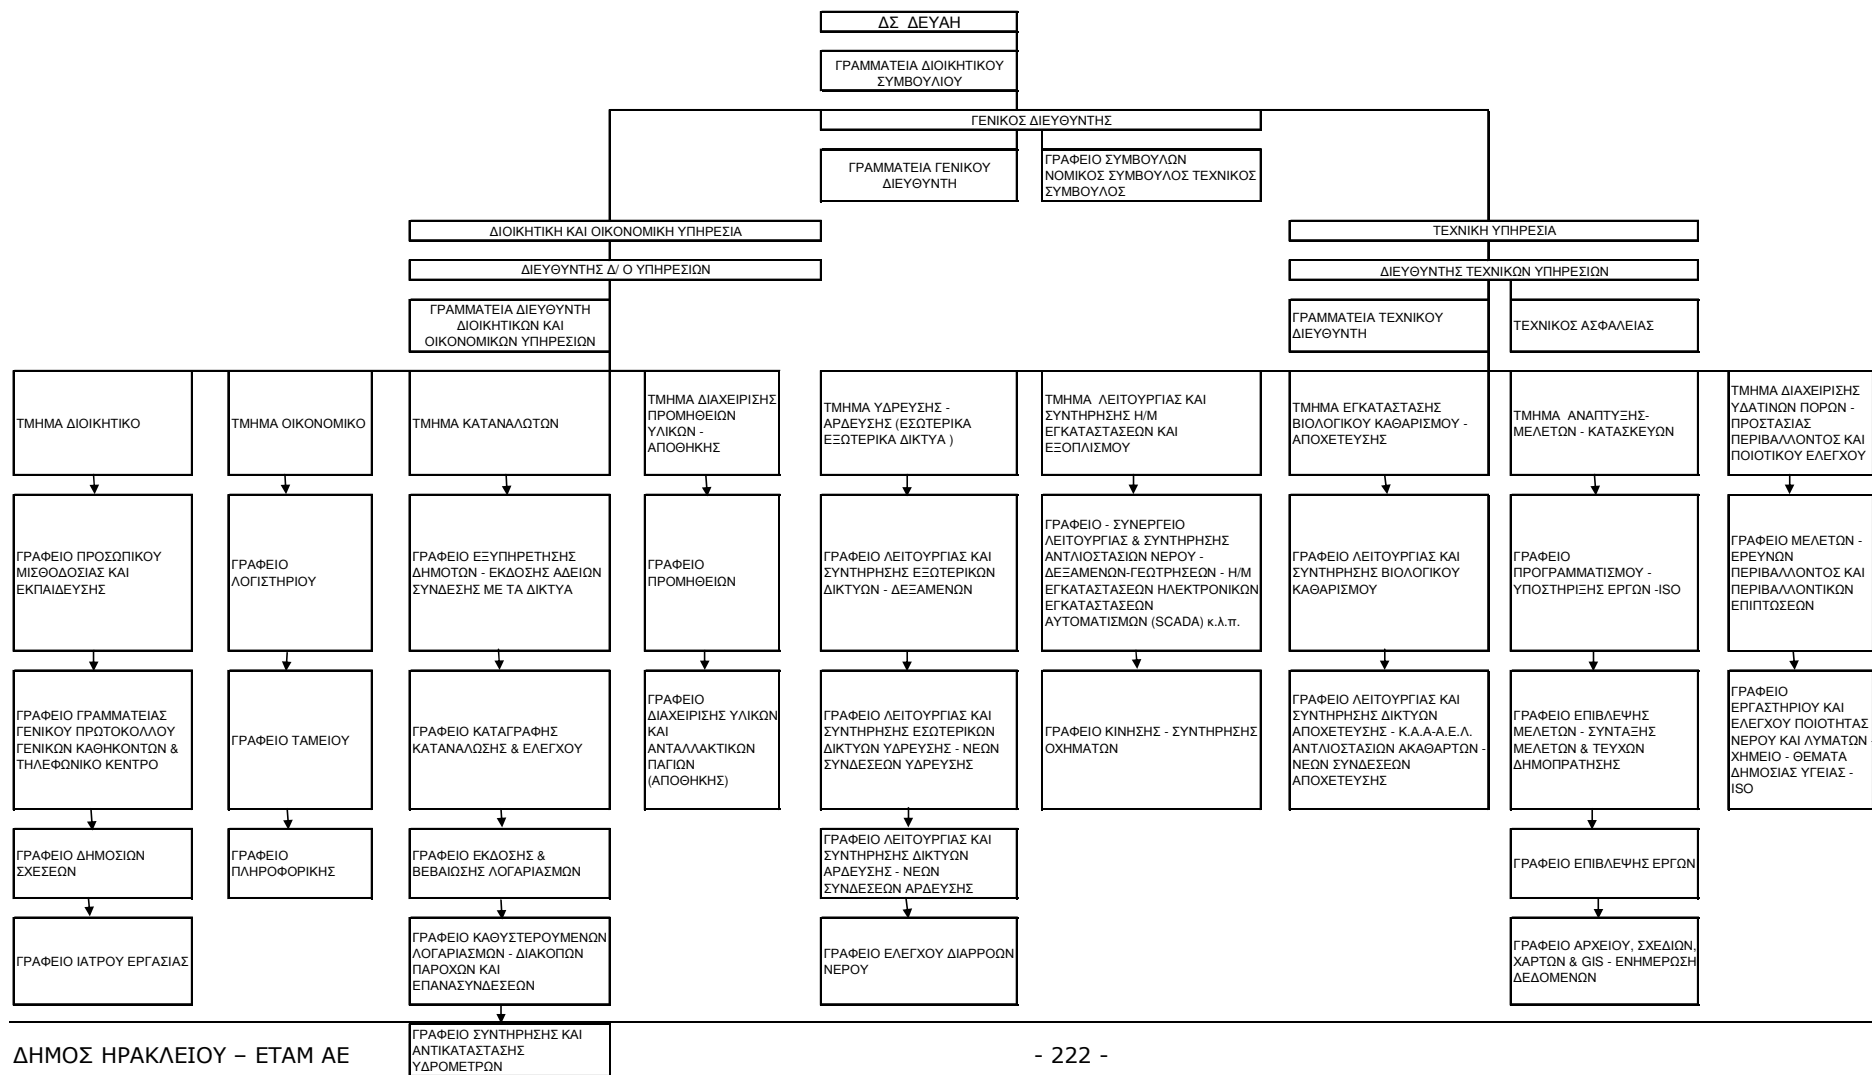 ΔΣ ΔΕΥΑΗ
ΓΡΑΜΜΑΤΕΙΑ ΔΙΟΙΚΗΤΙΚΟΥ
ΣΥΜΒΟΥΛΙΟΥ
ΓΕΝΙΚΟΣ ΔΙΕΥΘΥΝΤΗΣ
ΓΡΑΜΜΑΤΕΙΑ ΓΕΝΙΚΟΥ
ΔΙΕΥΘΥΝΤΗ
ΓΡΑΦΕΙΟ ΣΥΜΒΟΥΛΩΝ
ΝΟΜΙΚΟΣ ΣΥΜΒΟΥΛΟΣ ΤΕΧΝΙΚΟΣ
ΣΥΜΒΟΥΛΟΣ
ΔΙΟΙΚΗΤΙΚΗ ΚΑΙ ΟΙΚΟΝΟΜΙΚΗ ΥΠΗΡΕΣΙΑ
ΤΕΧΝΙΚΗ ΥΠΗΡΕΣΙΑ
ΔΙΕΥΘΥΝΤΗΣ Δ/ Ο ΥΠΗΡΕΣΙΩΝ
ΔΙΕΥΘΥΝΤΗΣ ΤΕΧΝΙΚΩΝ ΥΠΗΡΕΣΙΩΝ
ΓΡΑΜΜΑΤΕΙΑ ΔΙΕΥΘΥΝΤΗ
ΔΙΟΙΚΗΤΙΚΩΝ ΚΑΙ
ΟΙΚΟΝΟΜΙΚΩΝ ΥΠΗΡΕΣΙΩΝ
ΓΡΑΜΜΑΤΕΙΑ ΤΕΧΝΙΚΟΥ
ΔΙΕΥΘΥΝΤΗ
ΤΕΧΝΙΚΟΣ ΑΣΦΑΛΕΙΑΣ
ΤΜΗΜΑ ΔΙΟΙΚΗΤΙΚΟ
ΤΜΗΜΑ ΟΙΚΟΝΟΜΙΚΟ
ΤΜΗΜΑ ΚΑΤΑΝΑΛΩΤΩΝ
ΤΜΗΜΑ ΔΙΑΧΕΙΡΙΣΗΣ
ΠΡΟΜΗΘΕΙΩΝ
ΥΛΙΚΩΝ -
ΑΠΟΘΗΚΗΣ
ΤΜΗΜΑ ΥΔΡΕΥΣΗΣ -
ΑΡΔΕΥΣΗΣ (ΕΣΩΤΕΡΙΚΑ
ΕΞΩΤΕΡΙΚΑ ΔΙΚΤΥΑ )
ΤΜΗΜΑ ΛΕΙΤΟΥΡΓΙΑΣ ΚΑΙ
ΣΥΝΤΗΡΗΣΗΣ Η/Μ
ΕΓΚΑΤΑΣΤΑΣΕΩΝ ΚΑΙ
ΕΞΟΠΛΙΣΜΟΥ
ΤΜΗΜΑ ΕΓΚΑΤΑΣΤΑΣΗΣ
ΒΙΟΛΟΓΙΚΟΥ ΚΑΘΑΡΙΣΜΟΥ -
ΑΠΟΧΕΤΕΥΣΗΣ
ΤΜΗΜΑ ΑΝΑΠΤΥΞΗΣ-
ΜΕΛΕΤΩΝ - ΚΑΤΑΣΚΕΥΩΝ
ΤΜΗΜΑ ΔΙΑΧΕΙΡΙΣΗΣ
ΥΔΑΤΙΝΩΝ ΠΟΡΩΝ -
ΠΡΟΣΤΑΣΙΑΣ
ΠΕΡΙΒΑΛΛΟΝΤΟΣ ΚΑΙ
ΠΟΙΟΤΙΚΟΥ ΕΛΕΓΧΟΥ
ΓΡΑΦΕΙΟ ΠΡΟΣΩΠΙΚΟΥ
ΜΙΣΘΟΔΟΣΙΑΣ ΚΑΙ
ΕΚΠΑΙΔΕΥΣΗΣ
ΓΡΑΦΕΙΟ
ΛΟΓΙΣΤΗΡΙΟΥ
ΓΡΑΦΕΙΟ ΕΞΥΠΗΡΕΤΗΣΗΣ
ΔΗΜΟΤΩΝ - ΕΚΔΟΣΗΣ ΑΔΕΙΩΝ
ΣΥΝΔΕΣΗΣ ΜΕ ΤΑ ΔΙΚΤΥΑ
ΓΡΑΦΕΙΟ
ΠΡΟΜΗΘΕΙΩΝ
ΓΡΑΦΕΙΟ ΛΕΙΤΟΥΡΓΙΑΣ ΚΑΙ
ΣΥΝΤΗΡΗΣΗΣ ΕΞΩΤΕΡΙΚΩΝ
ΔΙΚΤΥΩΝ - ΔΕΞΑΜΕΝΩΝ
ΓΡΑΦΕΙΟ - ΣΥΝΕΡΓΕΙΟ
ΛΕΙΤΟΥΡΓΙΑΣ & ΣΥΝΤΗΡΗΣΗΣ
ΑΝΤΛΙΟΣΤΑΣΙΩΝ ΝΕΡΟΥ -
ΔΕΞΑΜΕΝΩΝ-ΓΕΩΤΡΗΣΕΩΝ - Η/Μ
ΕΓΚΑΤΑΣΤΑΣΕΩΝ ΗΛΕΚΤΡΟΝΙΚΩΝ
ΕΓΚΑΤΑΣΤΑΣΕΩΝ
ΑΥΤΟΜΑΤΙΣΜΩΝ (SCADA) κ.λ.π.
ΓΡΑΦΕΙΟ ΛΕΙΤΟΥΡΓΙΑΣ ΚΑΙ
ΣΥΝΤΗΡΗΣΗΣ ΒΙΟΛΟΓΙΚΟΥ
ΚΑΘΑΡΙΣΜΟΥ
ΓΡΑΦΕΙΟ
ΠΡΟΓΡΑΜΜΑΤΙΣΜΟΥ -
ΥΠΟΣΤΗΡΙΞΗΣ ΕΡΓΩΝ -ISO
ΓΡΑΦΕΙΟ ΜΕΛΕΤΩΝ -
ΕΡΕΥΝΩΝ
ΠΕΡΙΒΑΛΛΟΝΤΟΣ ΚΑΙ
ΠΕΡΙΒΑΛΛΟΝΤΙΚΩΝ
ΕΠΙΠΤΩΣΕΩΝ
ΓΡΑΦΕΙΟ ΓΡΑΜΜΑΤΕΙΑΣ
ΓΕΝΙΚΟΥ ΠΡΩΤΟΚΟΛΛΟΥ
ΓΕΝΙΚΩΝ ΚΑΘΗΚΟΝΤΩΝ &
ΤΗΛΕΦΩΝΙΚΟ ΚΕΝΤΡΟ
ΓΡΑΦΕΙΟ ΤΑΜΕΙΟΥ
ΓΡΑΦΕΙΟ ΚΑΤΑΓΡΑΦΗΣ
ΚΑΤΑΝΑΛΩΣΗΣ & ΕΛΕΓΧΟΥ
ΓΡΑΦΕΙΟ
ΔΙΑΧΕΙΡΙΣΗΣ ΥΛΙΚΩΝ
ΚΑΙ
ΑΝΤΑΛΛΑΚΤΙΚΩΝ
ΠΑΓΙΩΝ
(ΑΠΟΘΗΚΗΣ)
ΓΡΑΦΕΙΟ ΛΕΙΤΟΥΡΓΙΑΣ ΚΑΙ
ΣΥΝΤΗΡΗΣΗΣ ΕΣΩΤΕΡΙΚΩΝ
ΔΙΚΤΥΩΝ ΥΔΡΕΥΣΗΣ - ΝΕΩΝ
ΣΥΝΔΕΣΕΩΝ ΥΔΡΕΥΣΗΣ
ΓΡΑΦΕΙΟ ΚΙΝΗΣΗΣ - ΣΥΝΤΗΡΗΣΗΣ
ΟΧΗΜΑΤΩΝ
ΓΡΑΦΕΙΟ ΛΕΙΤΟΥΡΓΙΑΣ ΚΑΙ
ΣΥΝΤΗΡΗΣΗΣ ΔΙΚΤΥΩΝ
ΑΠΟΧΕΤΕΥΣΗΣ - Κ.Α.Α-Α.Ε.Λ.
ΑΝΤΛΙΟΣΤΑΣΙΩΝ ΑΚΑΘΑΡΤΩΝ -
ΝΕΩΝ ΣΥΝΔΕΣΕΩΝ
ΑΠΟΧΕΤΕΥΣΗΣ
ΓΡΑΦΕΙΟ ΕΠΙΒΛΕΨΗΣ
ΜΕΛΕΤΩΝ - ΣΥΝΤΑΞΗΣ
ΜΕΛΕΤΩΝ & ΤΕΥΧΩΝ
ΔΗΜΟΠΡΑΤΗΣΗΣ
ΓΡΑΦΕΙΟ
ΕΡΓΑΣΤΗΡΙΟΥ ΚΑΙ
ΕΛΕΓΧΟΥ ΠΟΙΟΤΗΤΑΣ
ΝΕΡΟΥ ΚΑΙ ΛΥΜΑΤΩΝ -
ΧΗΜΕΙΟ - ΘΕΜΑΤΑ
ΔΗΜΟΣΙΑΣ ΥΓΕΙΑΣ -
ISO
ΓΡΑΦΕΙΟ ΔΗΜΟΣΙΩΝ
ΣΧΕΣΕΩΝ
ΓΡΑΦΕΙΟ
ΠΛΗΡΟΦΟΡΙΚΗΣ
ΓΡΑΦΕΙΟ ΕΚΔΟΣΗΣ &
ΒΕΒΑΙΩΣΗΣ ΛΟΓΑΡΙΑΣΜΩΝ
ΓΡΑΦΕΙΟ ΛΕΙΤΟΥΡΓΙΑΣ ΚΑΙ
ΣΥΝΤΗΡΗΣΗΣ ΔΙΚΤΥΩΝ
ΑΡΔΕΥΣΗΣ - ΝΕΩΝ
ΣΥΝΔΕΣΕΩΝ ΑΡΔΕΥΣΗΣ
ΓΡΑΦΕΙΟ ΕΠΙΒΛΕΨΗΣ ΕΡΓΩΝ
ΓΡΑΦΕΙΟ ΙΑΤΡΟΥ ΕΡΓΑΣΙΑΣ
ΓΡΑΦΕΙΟ ΚΑΘΥΣΤΕΡΟΥΜΕΝΩΝ
ΛΟΓΑΡΙΑΣΜΩΝ - ΔΙΑΚΟΠΩΝ
ΠΑΡΟΧΩΝ ΚΑΙ
ΕΠΑΝΑΣΥΝΔΕΣΕΩΝ
ΓΡΑΦΕΙΟ ΕΛΕΓΧΟΥ ΔΙΑΡΡΟΩΝ
ΝΕΡΟΥ
ΓΡΑΦΕΙΟ ΑΡΧΕΙΟΥ, ΣΧΕΔΙΩΝ,
ΧΑΡΤΩΝ & GIS - ΕΝΗΜΕΡΩΣΗ
ΔΕΔΟΜΕΝΩΝ
ΓΡΑΦΕΙΟ ΣΥΝΤΗΡΗΣΗΣ ΚΑΙ
ΑΝΤΙΚΑΤΑΣΤΑΣΗΣ
ΥΔΡΟΜΕΤΡΩΝ
ΔΗΜΟΣ ΗΡΑΚΛΕΙΟΥ – ΕΤΑΜ ΑΕ
- 222 -